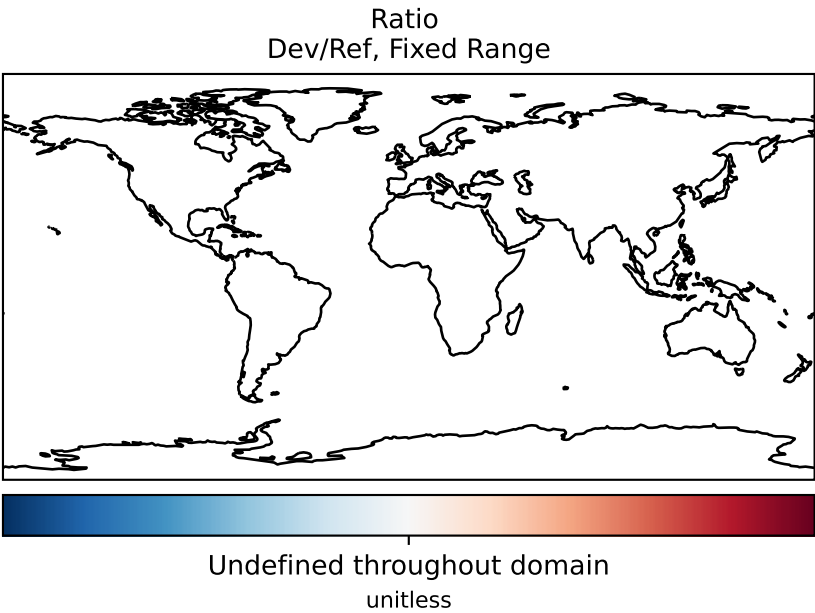 Ratio
Dev/Ref, Fixed Range
Undefined throughout domain
unitless